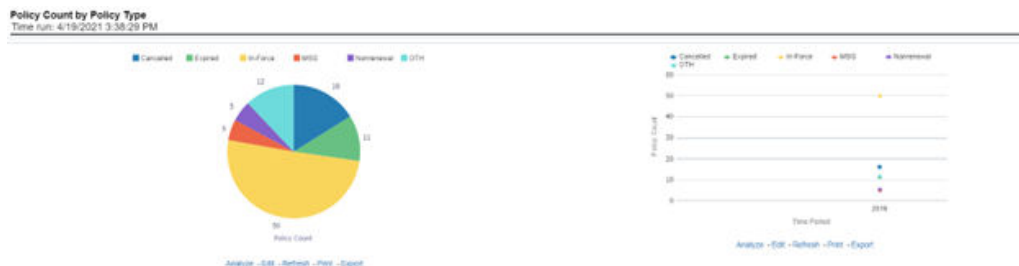 Policy Count by Policy Type
Time run: 4/19/2021 3:38:29 PM
Cancelled Expired In-Force MSG Nonrenewal OTH
12
16
5
5
11
50
Policy Count
Analyze - Edit - Refresh - Print - Export
Cancelled Expired In-Force MSG Nonrenewal
OTH
60
50
40
30
20
10
0
Policy Count
2019
Time Period
Analyze - Edit - Refresh - Print - Export